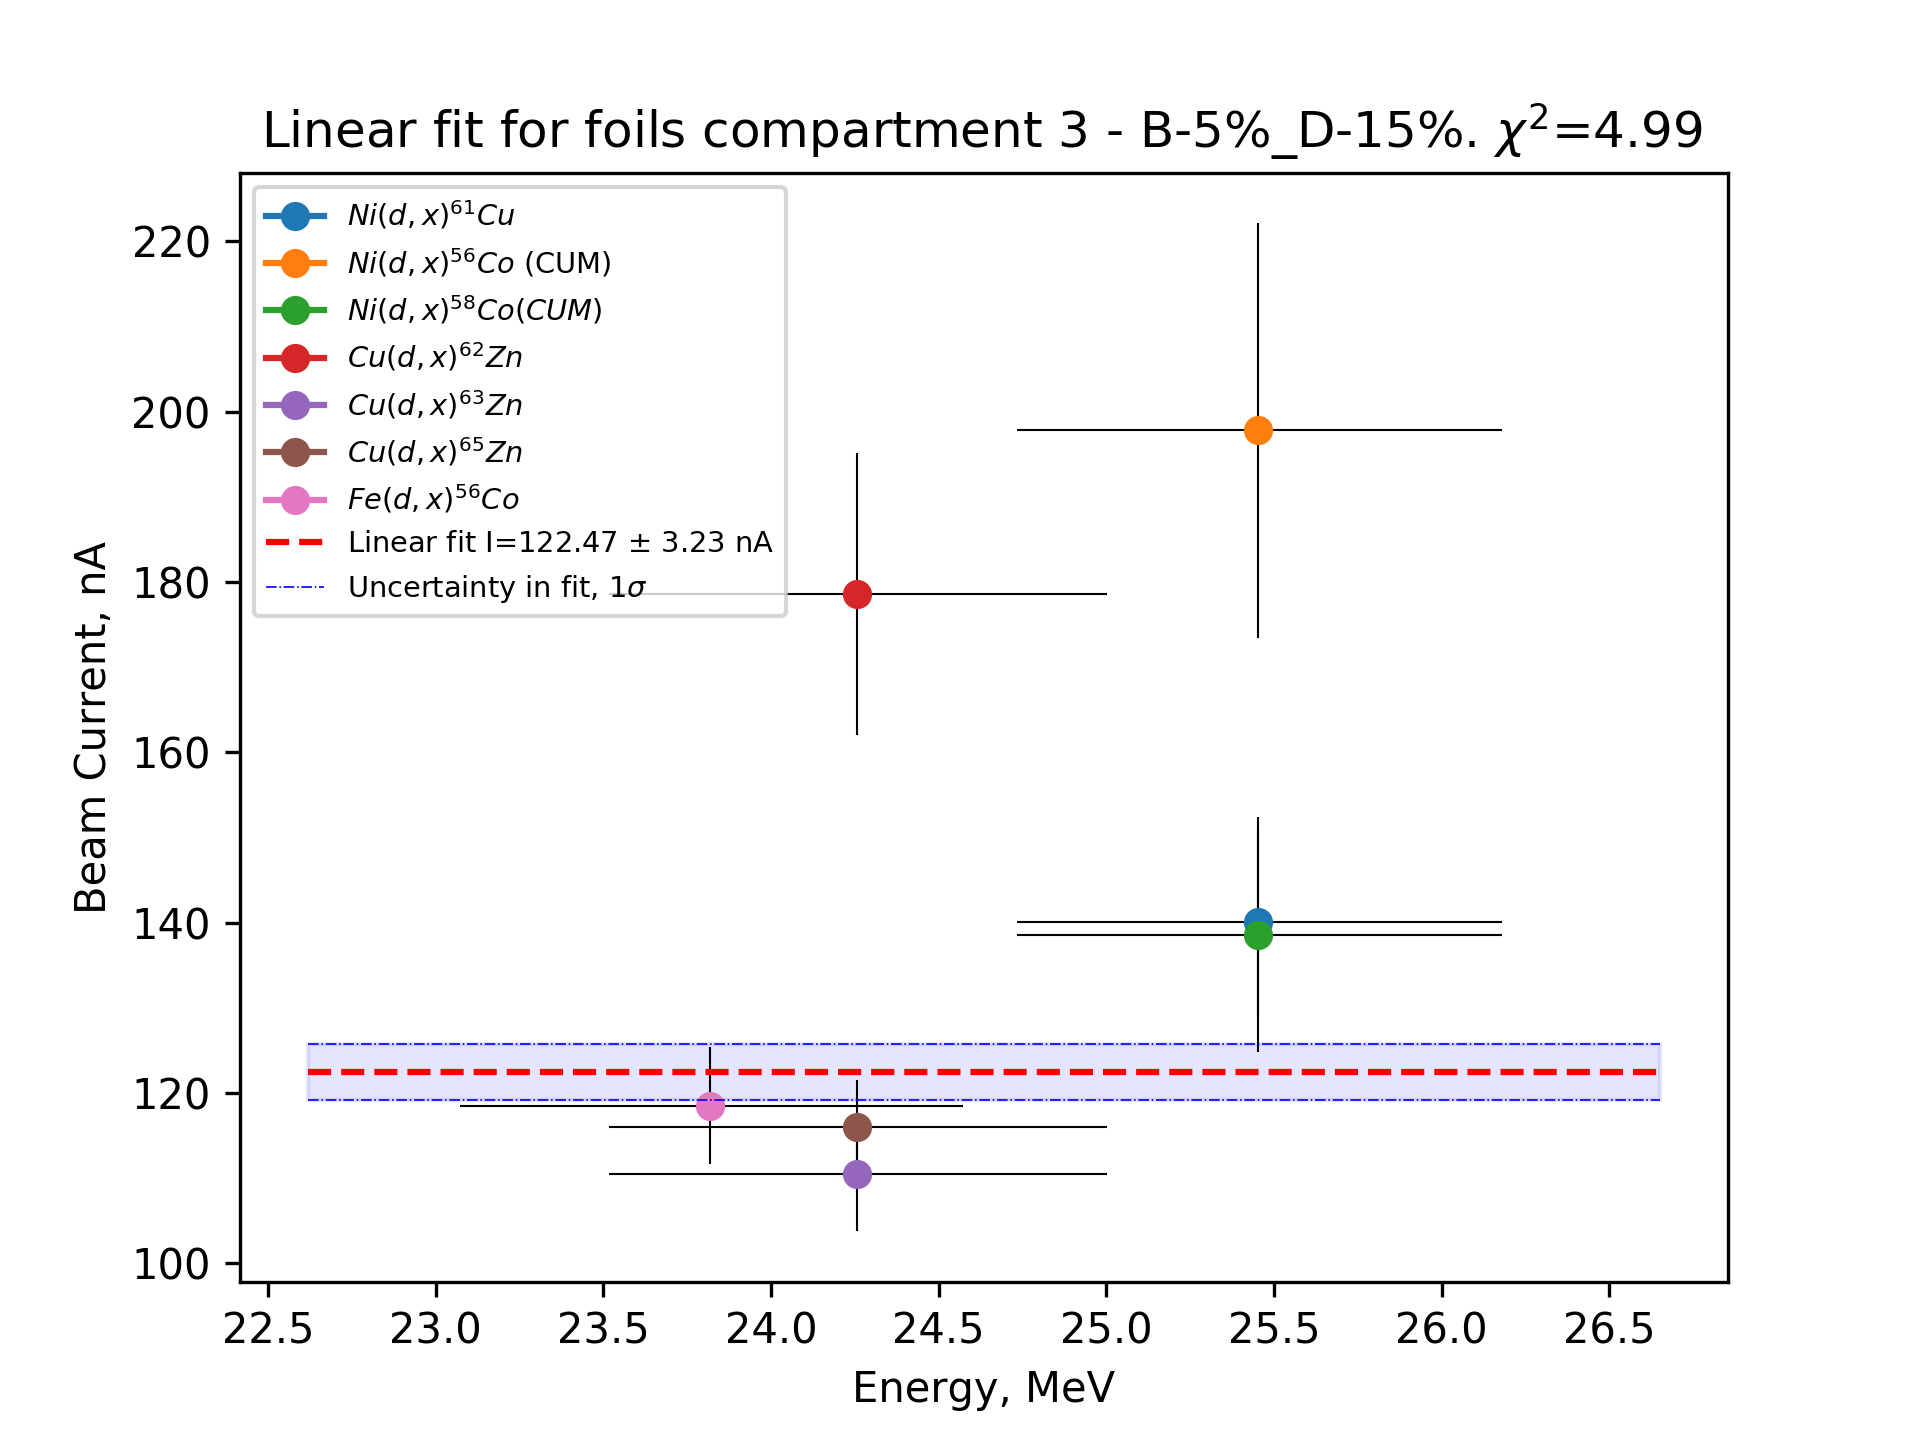 Linear fit for foils compartment 3 - B-5%_D-15%. χ²=4.99
Ni(d, x)⁶¹Cu
Ni(d, x)⁵⁶Co (CUM)
Ni(d, x)⁵⁸Co(CUM)
Cu(d, x)⁶²Zn
Cu(d, x)⁶³Zn
Cu(d, x)⁶⁵Zn
Fe(d, x)⁵⁶Co
Linear fit I=122.47 ± 3.23 nA
Uncertainty in fit, 1σ
Beam Current, nA
220
200
180
160
140
120
100
22.5 23.0 23.5 24.0 24.5 25.0 25.5 26.0 26.5
Energy, MeV